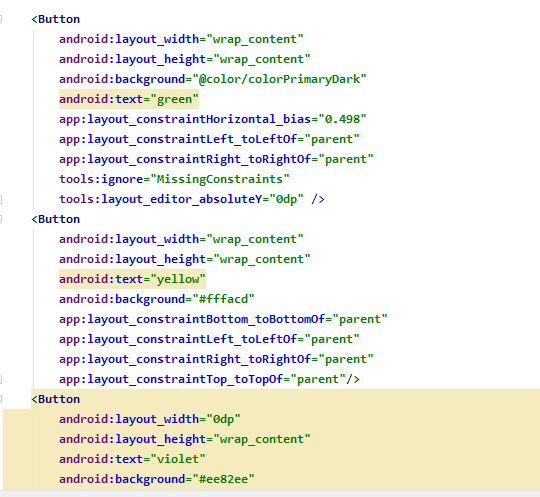 <Button
android:layout_width="wrap_content"
android:layout_height="wrap_content"
android:background="@color/colorPrimaryDark"
android:text="green"
app:layout_constraintHorizontal_bias="0.498"
app:layout_constraintLeft_toLeftOf="parent"
app:layout_constraintRight_toRightOf="parent"
tools:ignore="MissingConstraints"
tools:layout_editor_absoluteY="0dp" />
<Button
android:layout_width="wrap_content"
android:layout_height="wrap_content"
android:text="yellow"
android:background="#fffacd"
app:layout_constraintBottom_toBottomOf="parent"
app:layout_constraintLeft_toLeftOf="parent"
app:layout_constraintRight_toRightOf="parent"
app:layout_constraintTop_toTopOf="parent"/>
<Button
android:layout_width="0dp"
android:layout_height="wrap_content"
android:text="violet"
android:background="#ee82ee"